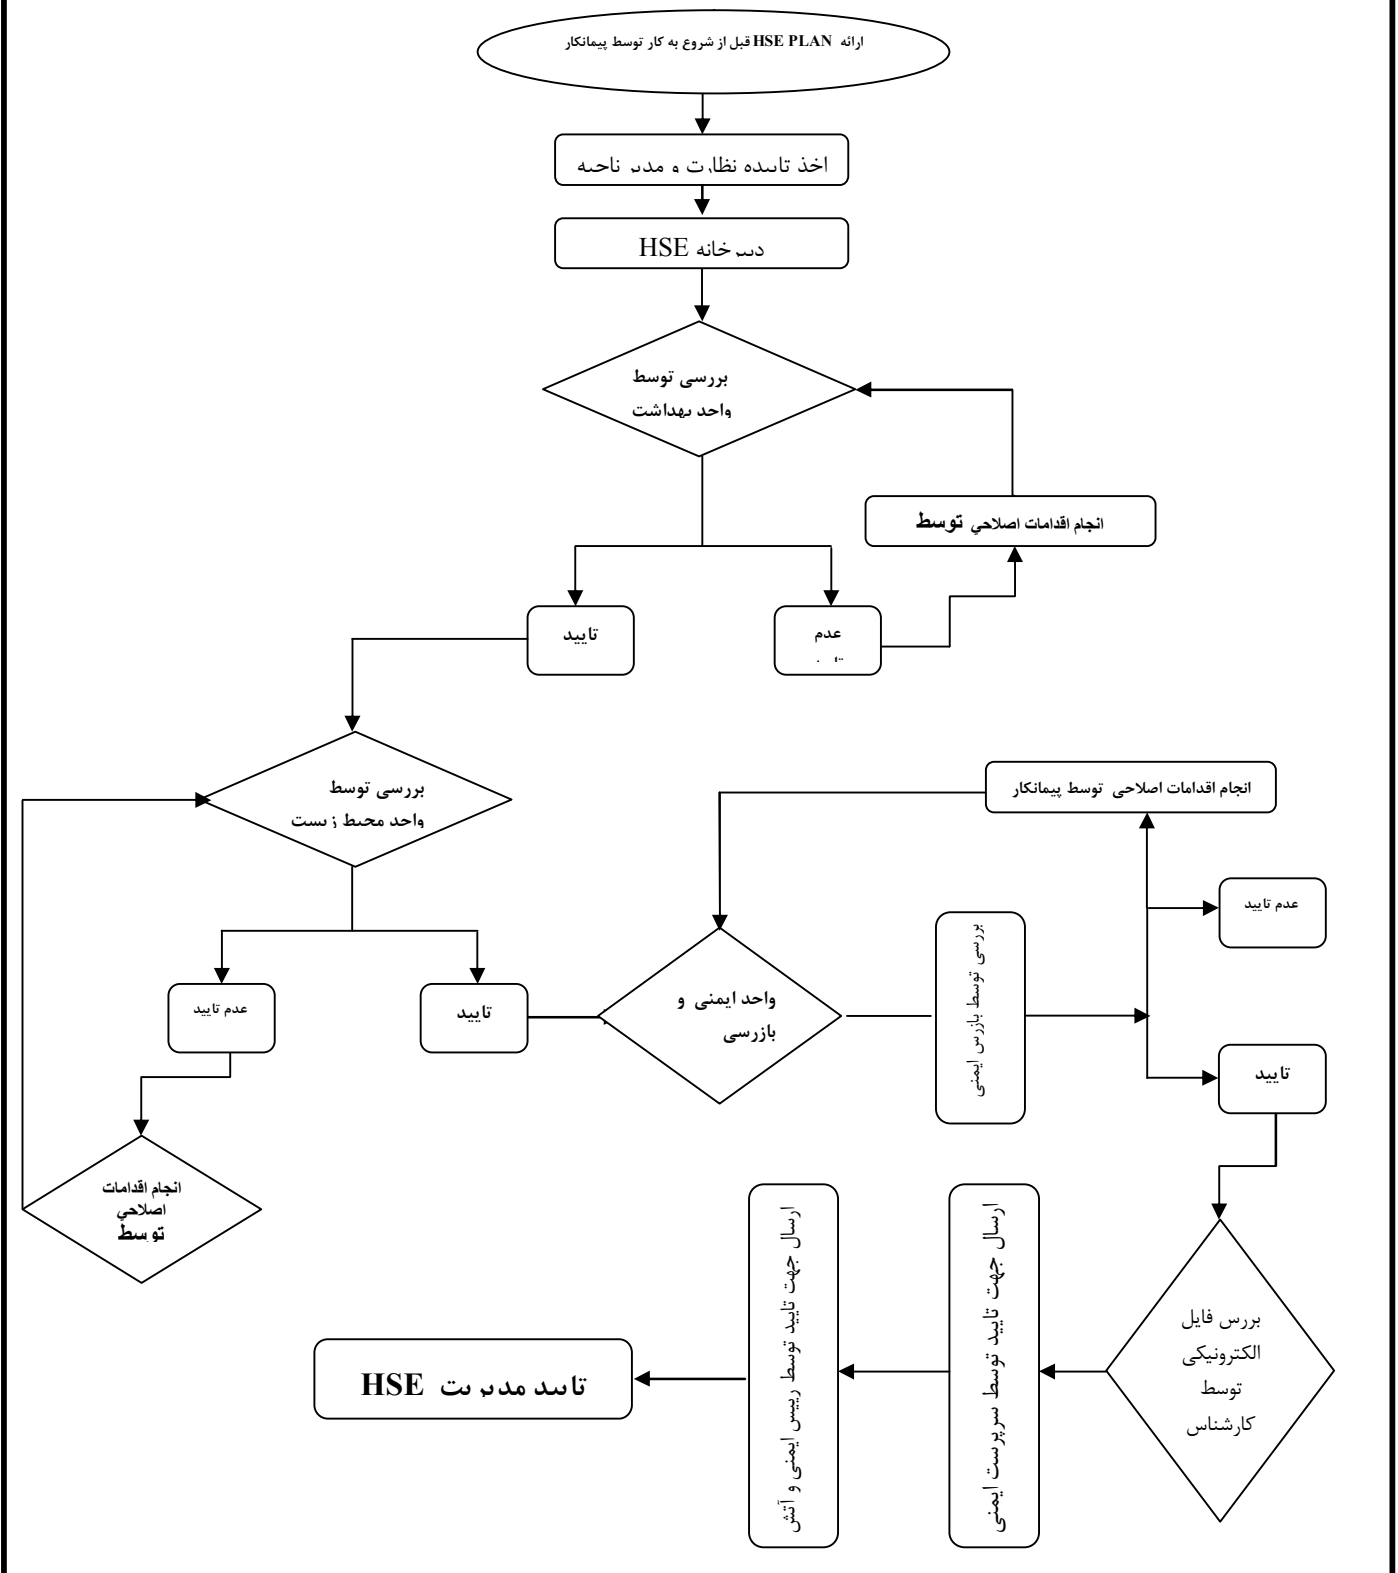 ارائه HSE PLAN قبل از شروع به کار توسط پیمانکار
اخذ تاییده نظارت و مدیر ناحیه
دبیرخانه HSE
بررسی توسط
واحد بهداشت
انجام اقدامات اصلاحي توسط
تایید
عدم
تایید
بررسی توسط
واحد محیط زیست
انجام اقدامات اصلاحی توسط پیمانکار
عدم تایید
بررسی توسط بازرس ایمنی
واحد ایمنی و
بازرسی
تایید
عدم تایید
تایید
انجام اقدامات
اصلاحي
توسط
ارسال جهت تایید توسط سرپرست ایمنی
ارسال جهت تایید توسط رییس ایمنی و آتش
بررس فایل
الکترونیکی
توسط
کارشناس
تایید مدیریت HSE